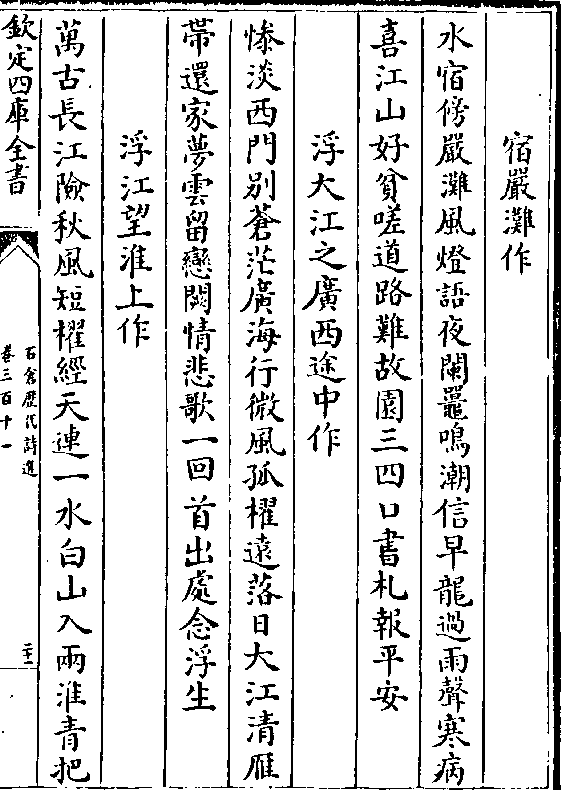 宿嚴灘作
水宿傍嚴灘風燈語夜闌鼉鳴潮信早龍過雨聲寒病
喜江山好貧嗟道路難故園三四口書札報平安
浮大江之廣西途中作
慘淡西門别蒼茫廣海行微風孤櫂遠落日大江清雁
帶還家夢雲留戀闕情悲歌一回首出處念浮生
浮江望淮上作
萬古長江險秋風短櫂經天連一水白山入兩淮青把
欽定四庫全書
石倉歷代詩選
卷三百十一
二十二